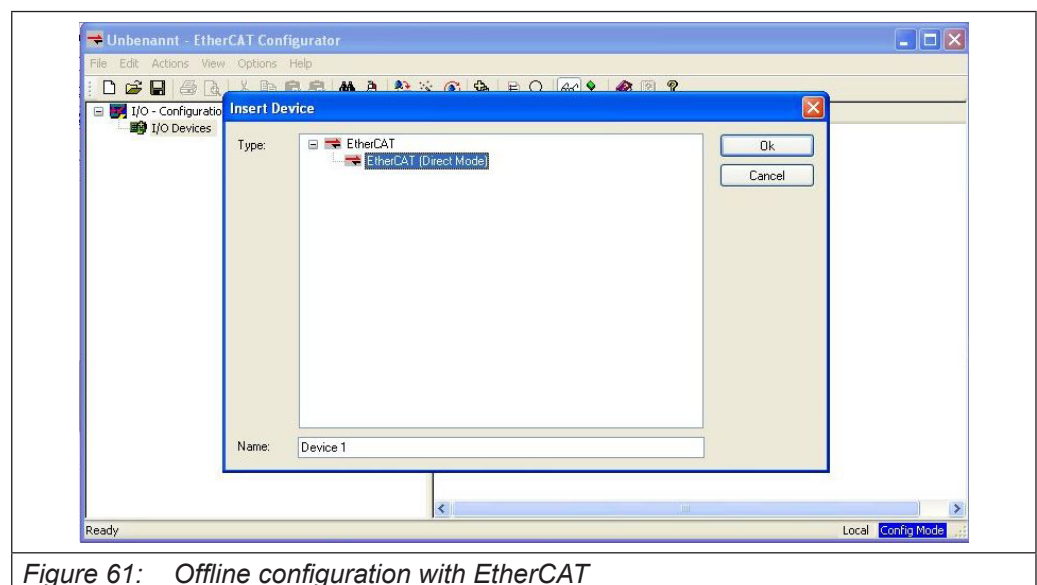 Unbenannt - EtherCAT Configurator
File Edit Actions View Options Help
I/O - Configuratio
I/O Devices
Insert Device
Type:
EtherCAT
EtherCAT (Direct Mode)
Ok
Cancel
Name:
Device 1
Ready
Local Config Mode
Figure 61: Offline configuration with EtherCAT